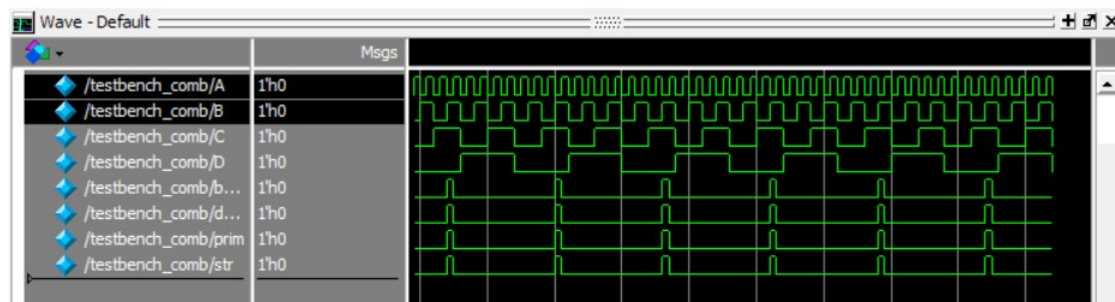 Wave - Default
Msgs
/testbench_comb/A 1'h0
/testbench_comb/B 1'h0
/testbench_comb/C 1'h0
/testbench_comb/D 1'h0
/testbench_comb/b... 1'h0
/testbench_comb/d... 1'h0
/testbench_comb/prim 1'h0
/testbench_comb/str 1'h0